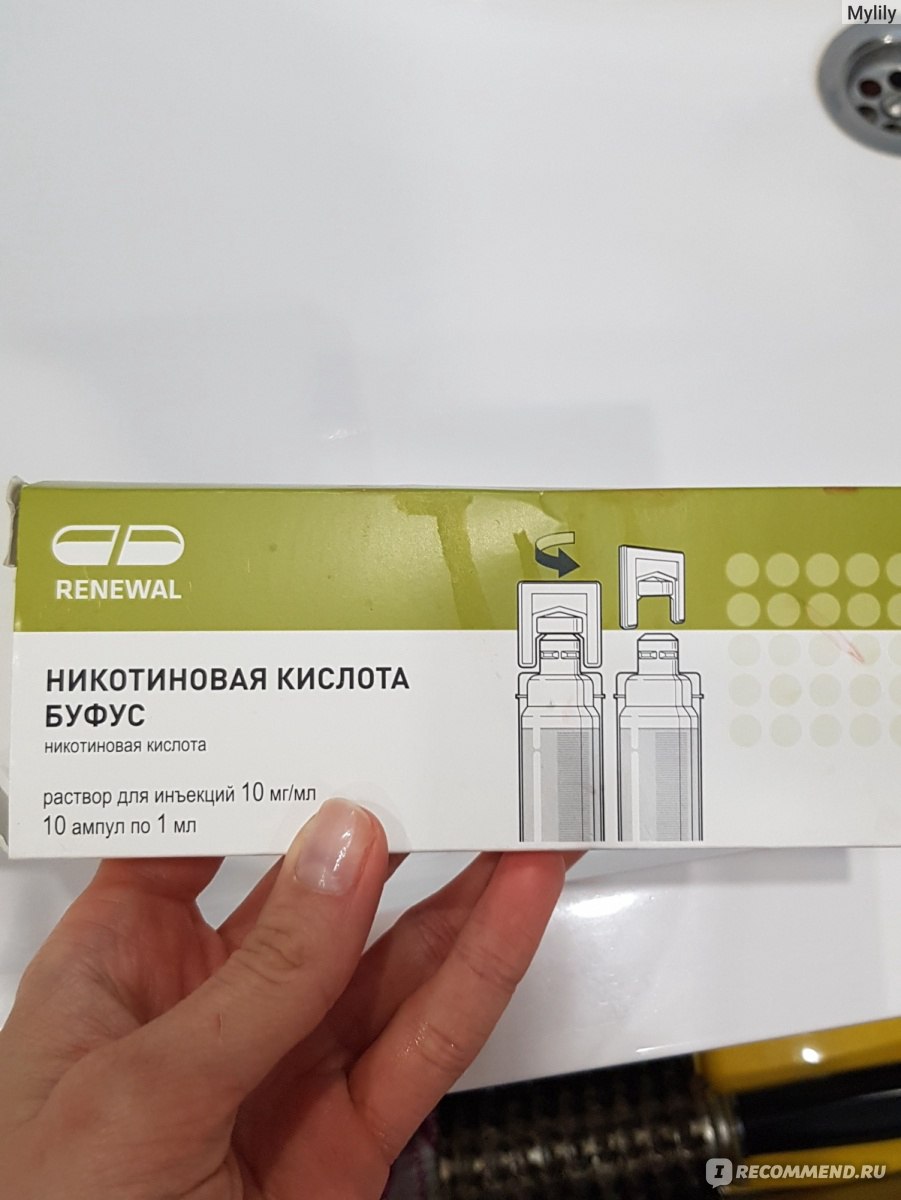 Mylily
RENEWAL
НИКОТИНОВАЯ КИСЛОТА
БУФУС
никотиновая кислота
раствор для инъекций 10 мг/мл
10 ампул по 1 мл
I RECOMMEND.RU